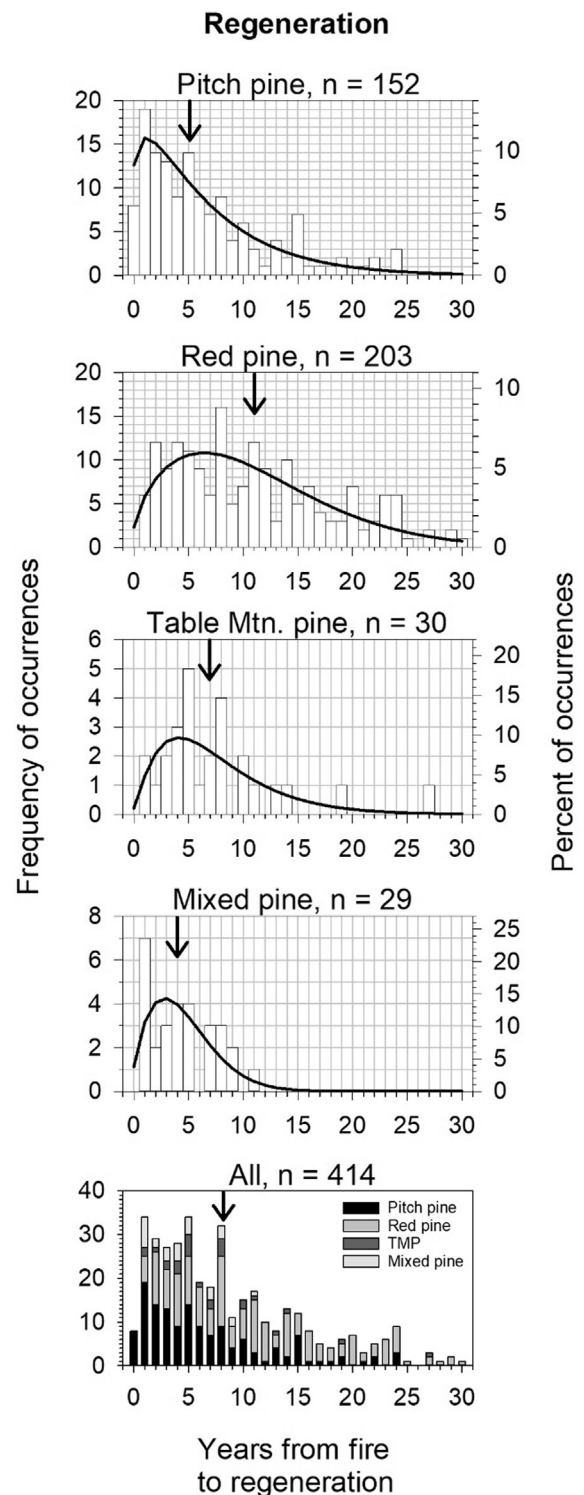 Regeneration
Pitch pine, n = 152
20
15
10
5
0
10
5
0
0 5 10 15 20 25 30
Red pine, n = 203
20
15
10
5
0
10
5
0
0 5 10 15 20 25 30
Table Mtn. pine, n = 30
6
5
4
3
2
1
0
20
15
10
5
0
0 5 10 15 20 25 30
Mixed pine, n = 29
8
6
4
2
0
25
20
15
10
5
0
0 5 10 15 20 25 30
All, n = 414
40
30
20
10
0
Pitch pine
Red pine
TMP
Mixed pine
0 5 10 15 20 25 30
Frequency of occurrences
Percent of occurrences
Years from fire
to regeneration